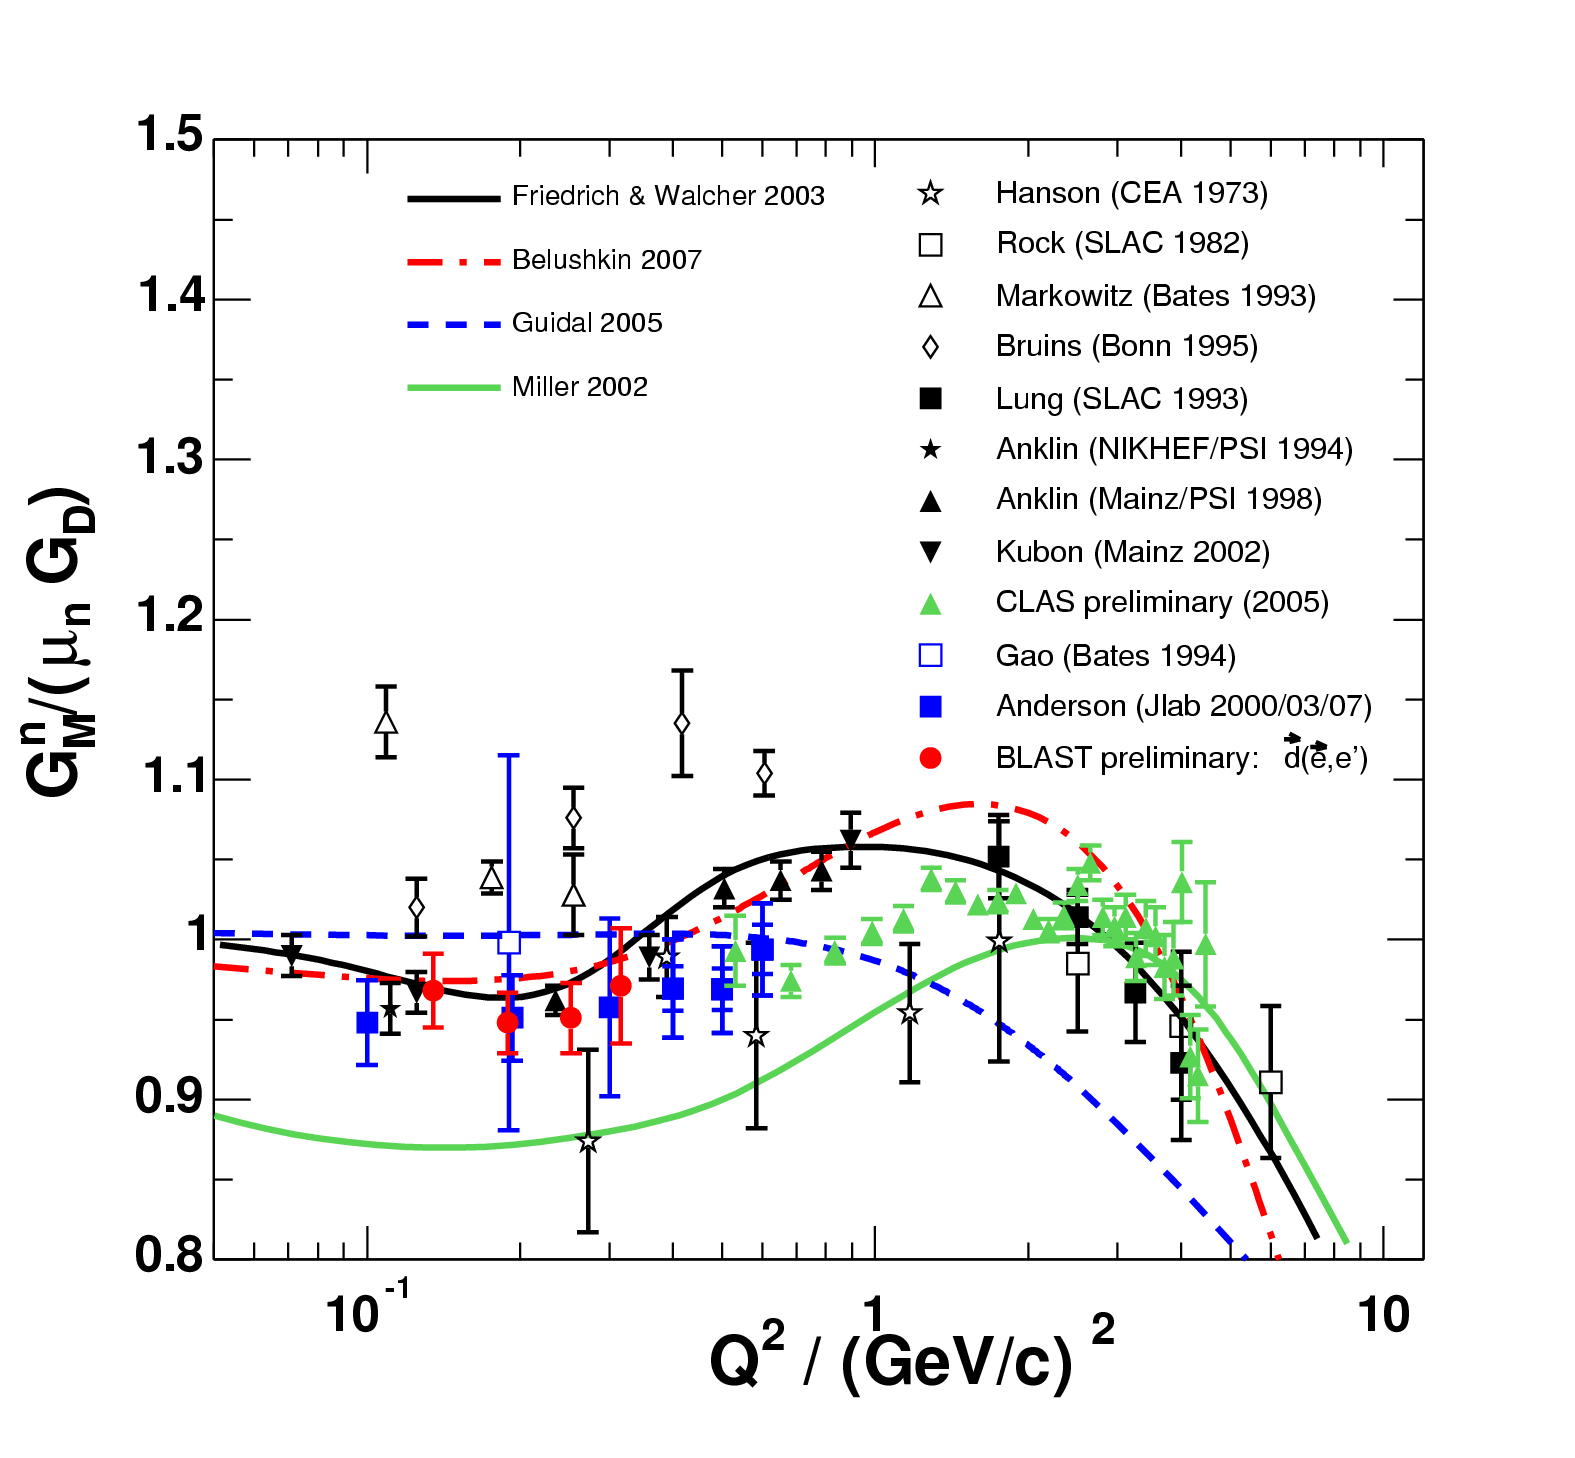 1.5
1.4
1.3
1.2
1.1
1
0.9
0.8
G^n_M/(μ_n G_D)
Friedrich & Walcher 2003
Belushkin 2007
Guidal 2005
Miller 2002
Hanson (CEA 1973)
Rock (SLAC 1982)
Markowitz (Bates 1993)
Bruins (Bonn 1995)
Lung (SLAC 1993)
Anklin (NIKHEF/PSI 1994)
Anklin (Mainz/PSI 1998)
Kubon (Mainz 2002)
CLAS preliminary (2005)
Gao (Bates 1994)
Anderson (Jlab 2000/03/07)
BLAST preliminary: d⃗(e⃗,e’)
10^-1 1 10
Q^2 / (GeV/c)^2